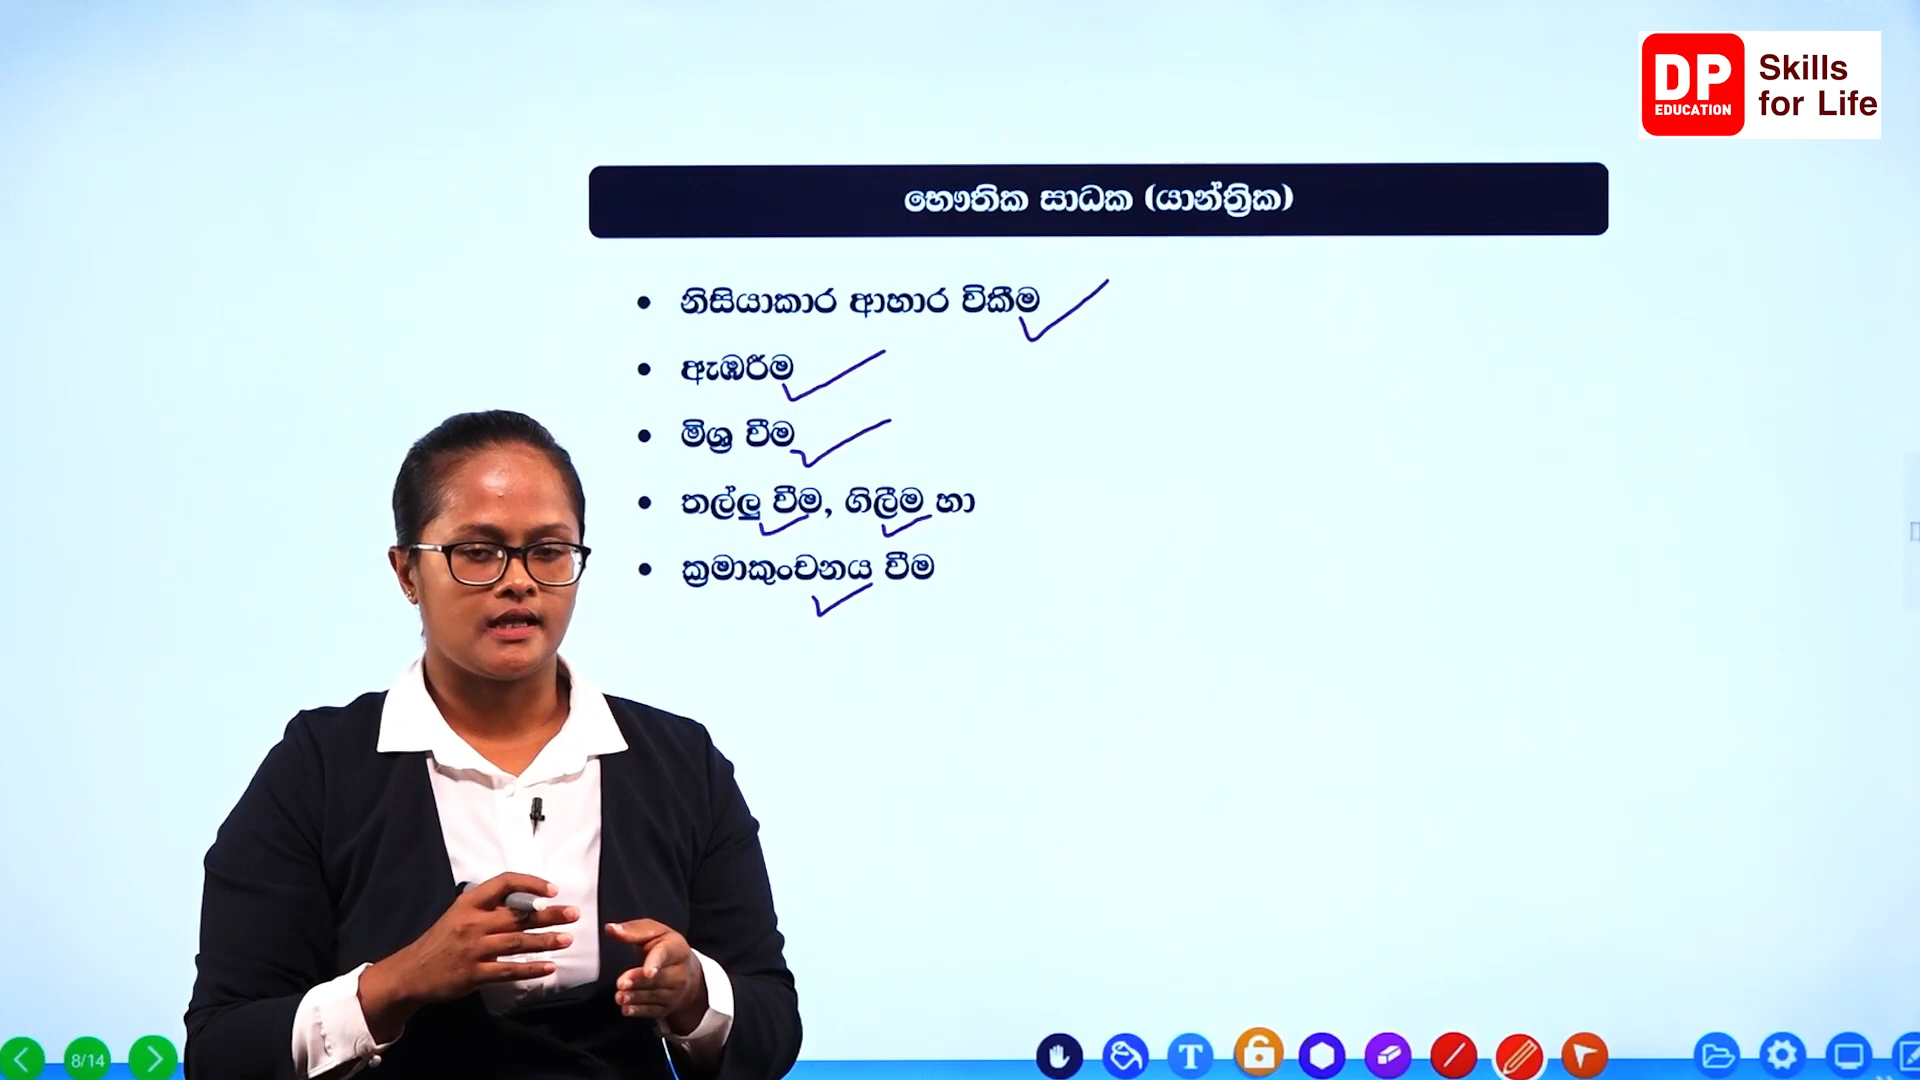 DP
EDUCATION
Skills
for Life
භෞතික සාධක (යාන්ත්‍රික)
• නිසියාකාර ආහාර විකීම
• ඇඹරීම
• මිශ්‍ර වීම
• තල්ලු වීම, ගිලීම හා
• ක්‍රමාකුංචනය වීම
8/14
T